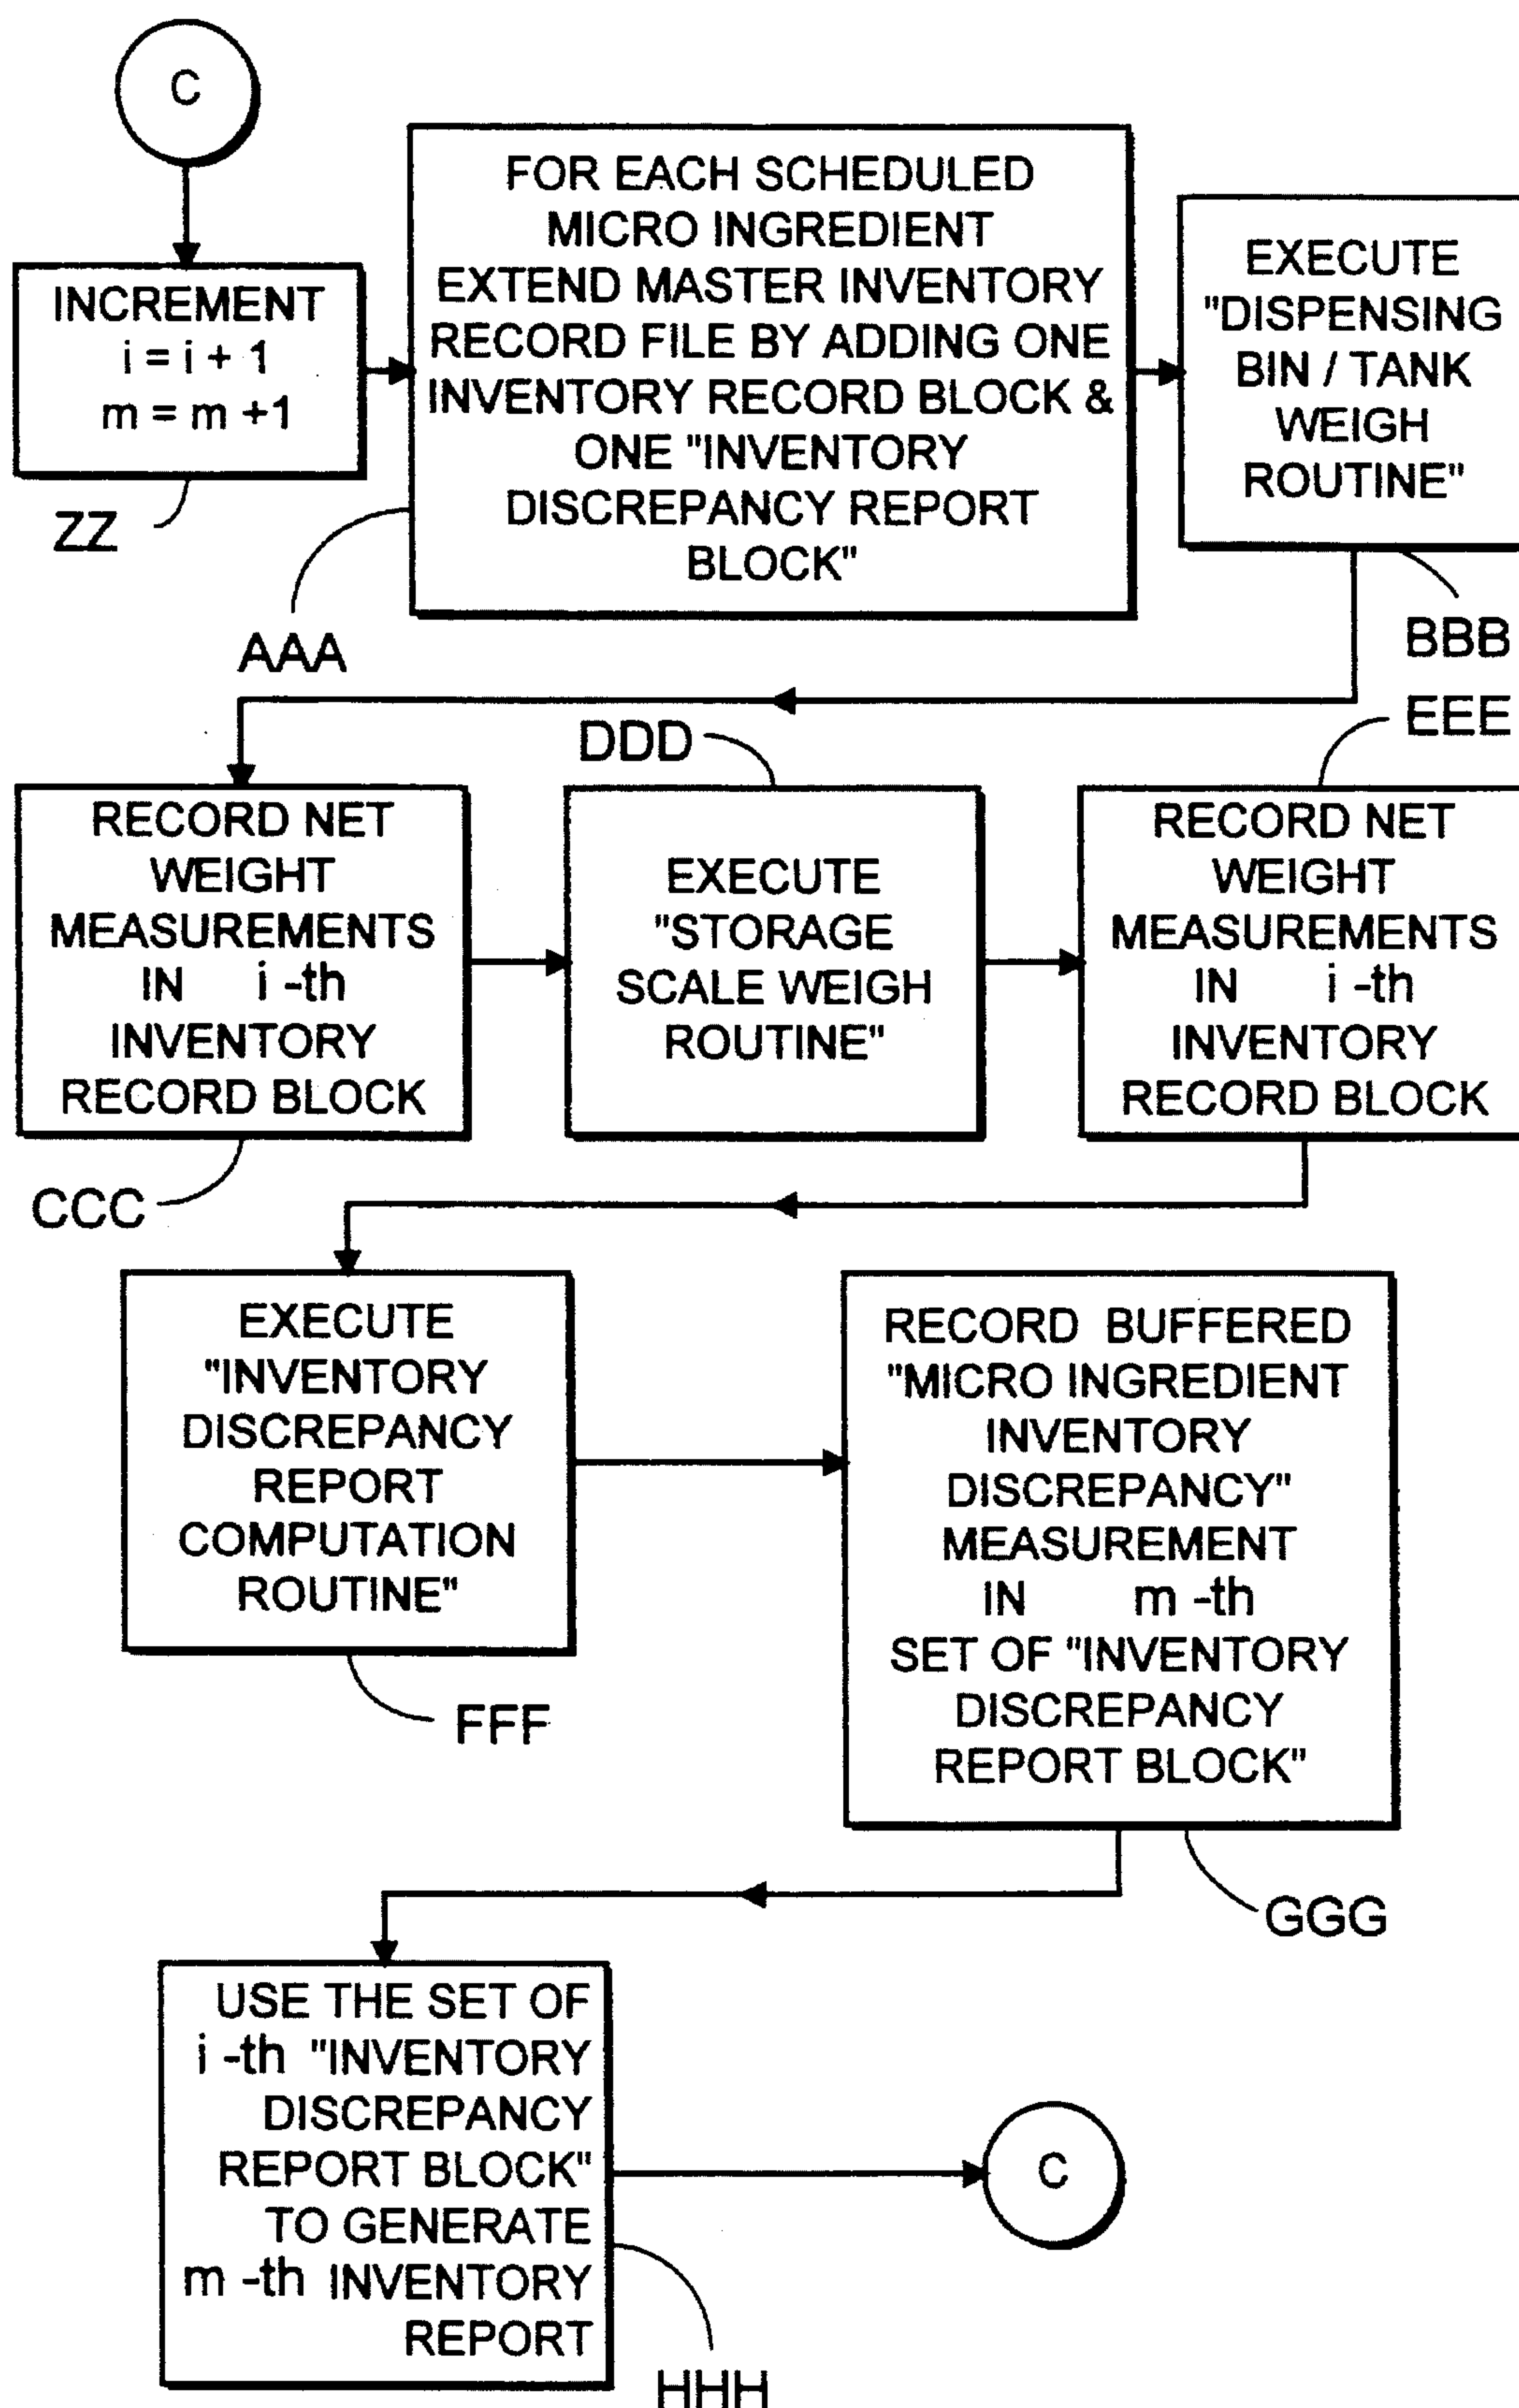 C
INCREMENT
i = i + 1
m = m +1
ZZ
FOR EACH SCHEDULED
MICRO INGREDIENT
EXTEND MASTER INVENTORY
RECORD FILE BY ADDING ONE
INVENTORY RECORD BLOCK &
ONE "INVENTORY
DISCREPANCY REPORT
BLOCK"
AAA
EXECUTE
"DISPENSING
BIN / TANK
WEIGH
ROUTINE"
BBB
RECORD NET
WEIGHT
MEASUREMENTS
IN i -th
INVENTORY
RECORD BLOCK
CCC
DDD
EXECUTE
"STORAGE
SCALE WEIGH
ROUTINE"
EEE
RECORD NET
WEIGHT
MEASUREMENTS
IN i -th
INVENTORY
RECORD BLOCK
EXECUTE
"INVENTORY
DISCREPANCY
REPORT
COMPUTATION
ROUTINE"
FFF
RECORD BUFFERED
"MICRO INGREDIENT
INVENTORY
DISCREPANCY"
MEASUREMENT
IN m -th
SET OF "INVENTORY
DISCREPANCY
REPORT BLOCK"
GGG
USE THE SET OF
i -th "INVENTORY
DISCREPANCY
REPORT BLOCK"
TO GENERATE
m -th INVENTORY
REPORT
HHH
C